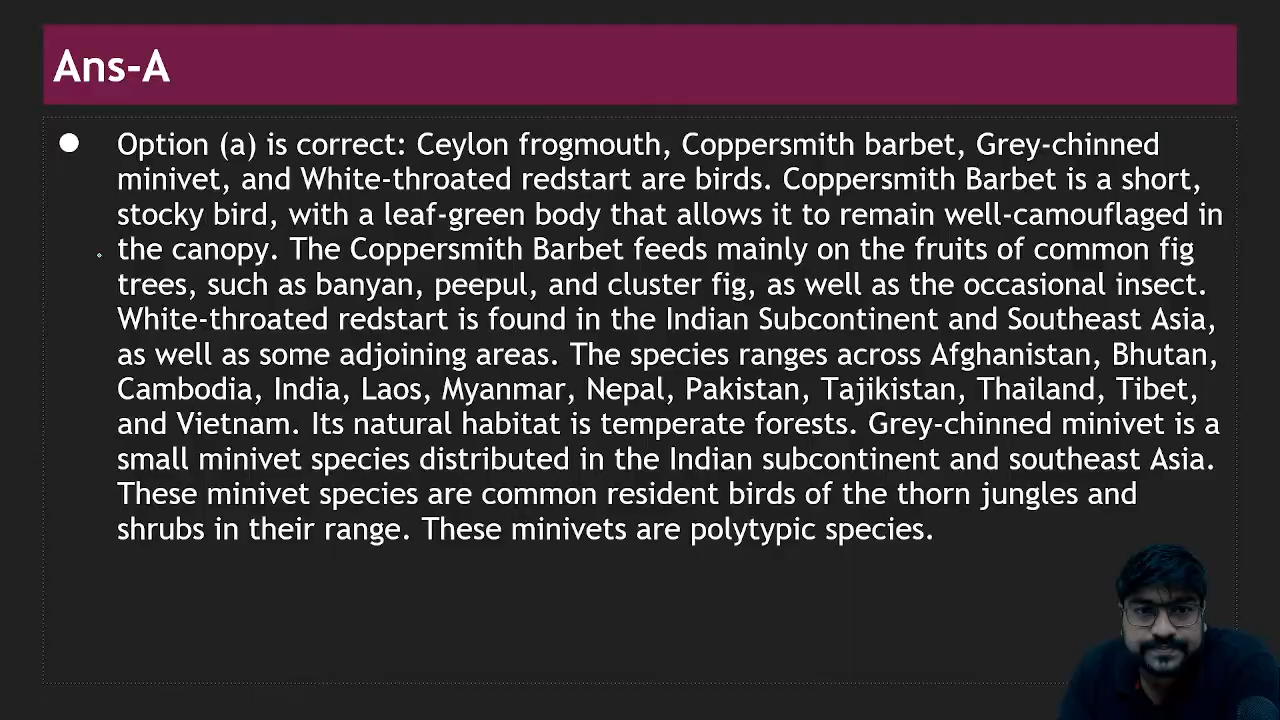 Ans-A
● Option (a) is correct: Ceylon frogmouth, Coppersmith barbet, Grey-chinned
minivet, and White-throated redstart are birds. Coppersmith Barbet is a short,
stocky bird, with a leaf-green body that allows it to remain well-camouflaged in
the canopy. The Coppersmith Barbet feeds mainly on the fruits of common fig
trees, such as banyan, peepul, and cluster fig, as well as the occasional insect.
White-throated redstart is found in the Indian Subcontinent and Southeast Asia,
as well as some adjoining areas. The species ranges across Afghanistan, Bhutan,
Cambodia, India, Laos, Myanmar, Nepal, Pakistan, Tajikistan, Thailand, Tibet,
and Vietnam. Its natural habitat is temperate forests. Grey-chinned minivet is a
small minivet species distributed in the Indian subcontinent and southeast Asia.
These minivet species are common resident birds of the thorn jungles and
shrubs in their range. These minivets are polytypic species.